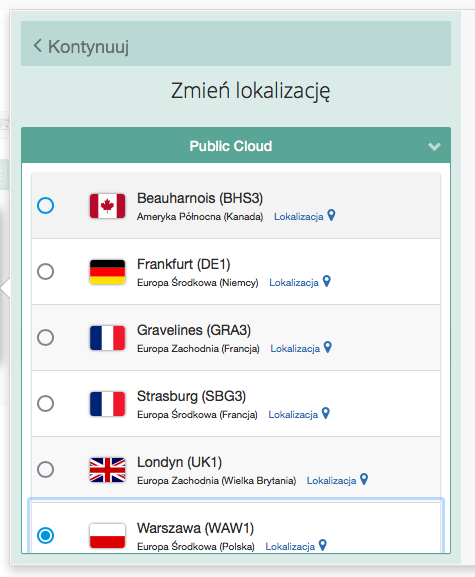 Kontynuuj
Zmień lokalizację
Public Cloud
Beauharnois (BHS3)
Ameryka Północna (Kanada) Lokalizacja
Frankfurt (DE1)
Europa Środkowa (Niemcy) Lokalizacja
Gravelines (GRA3)
Europa Zachodnia (Francja) Lokalizacja
Strasburg (SBG3)
Europa Środkowa (Francja) Lokalizacja
Londyn (UK1)
Europa Zachodnia (Wielka Brytania) Lokalizacja
Warszawa (WAW1)
Europa Środkowa (Polska) Lokalizacja